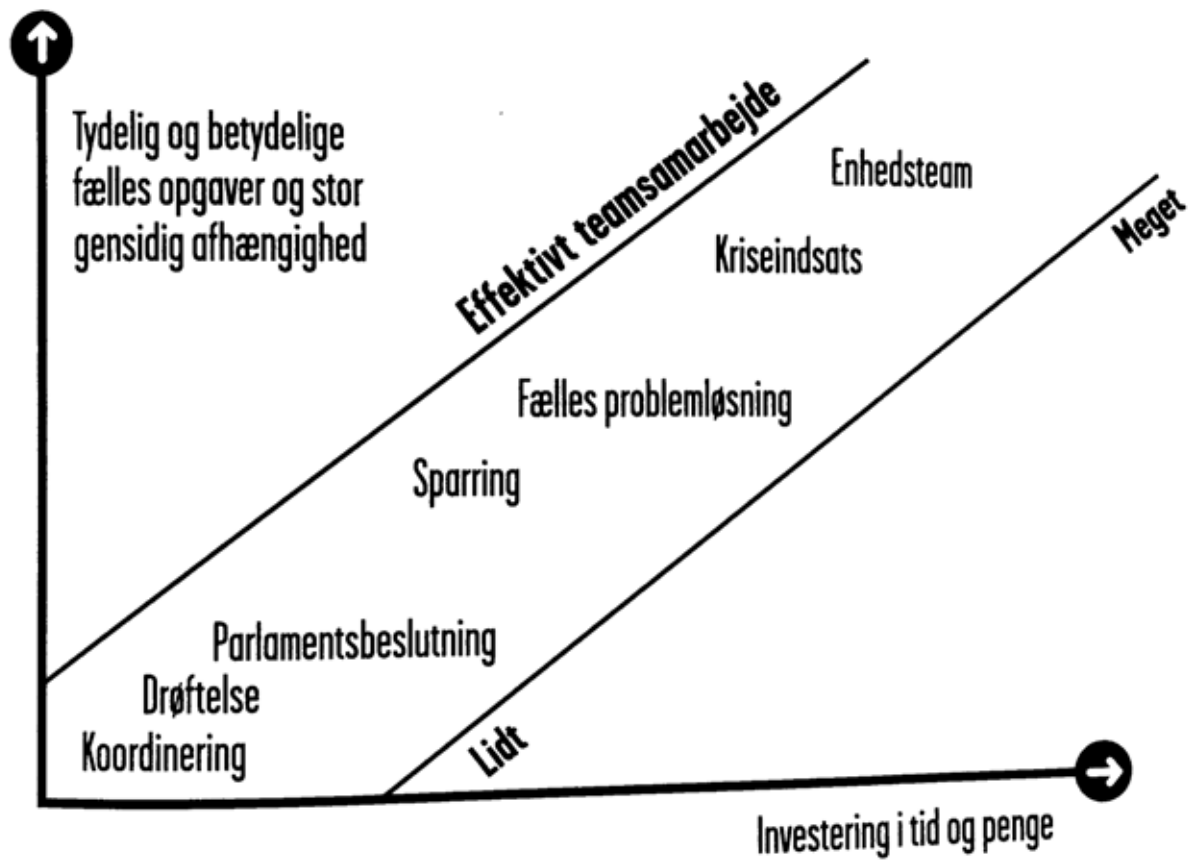 Tydelig og betydelige
fælles opgaver og stor
gensidig afhængighed
Effektivt teamsamarbejde
Enhedsteam
Meget
Kriseindsats
Fælles problemløsning
Sparring
Parlamentsbeslutning
Drøftelse
Koordinering
Lidt
Investering i tid og penge